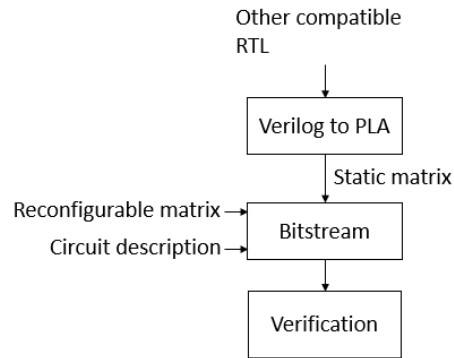 Other compatible
RTL
Verilog to PLA
Static matrix
Reconfigurable matrix
Bitstream
Circuit description
Verification